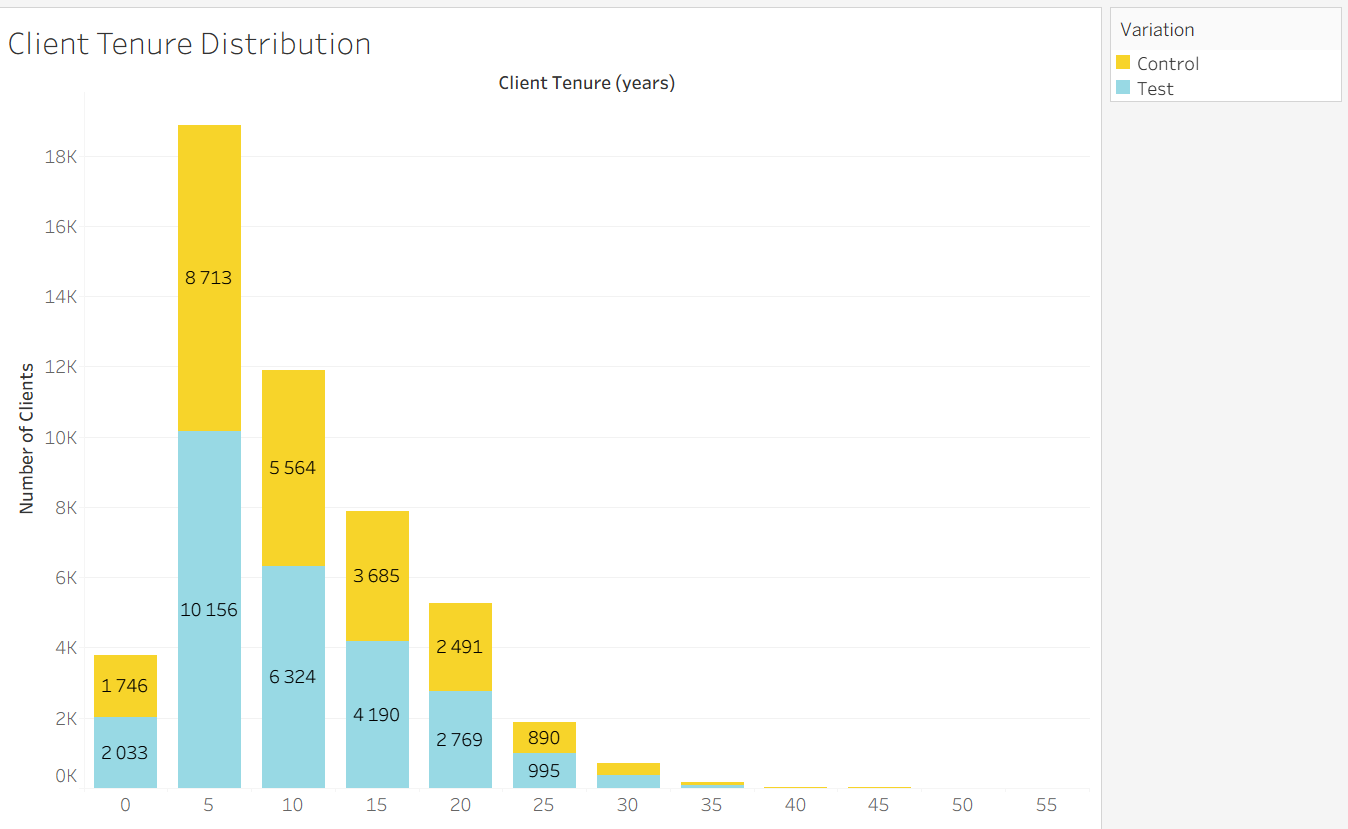 Client Tenure Distribution
Client Tenure (years)
Variation
Control
Test
Number of Clients
18K
16K
14K
12K
10K
8K
6K
4K
2K
0K
8 713
10 156
5 564
6 324
3 685
4 190
2 491
2 769
1 746
2 033
890
995
0 5 10 15 20 25 30 35 40 45 50 55